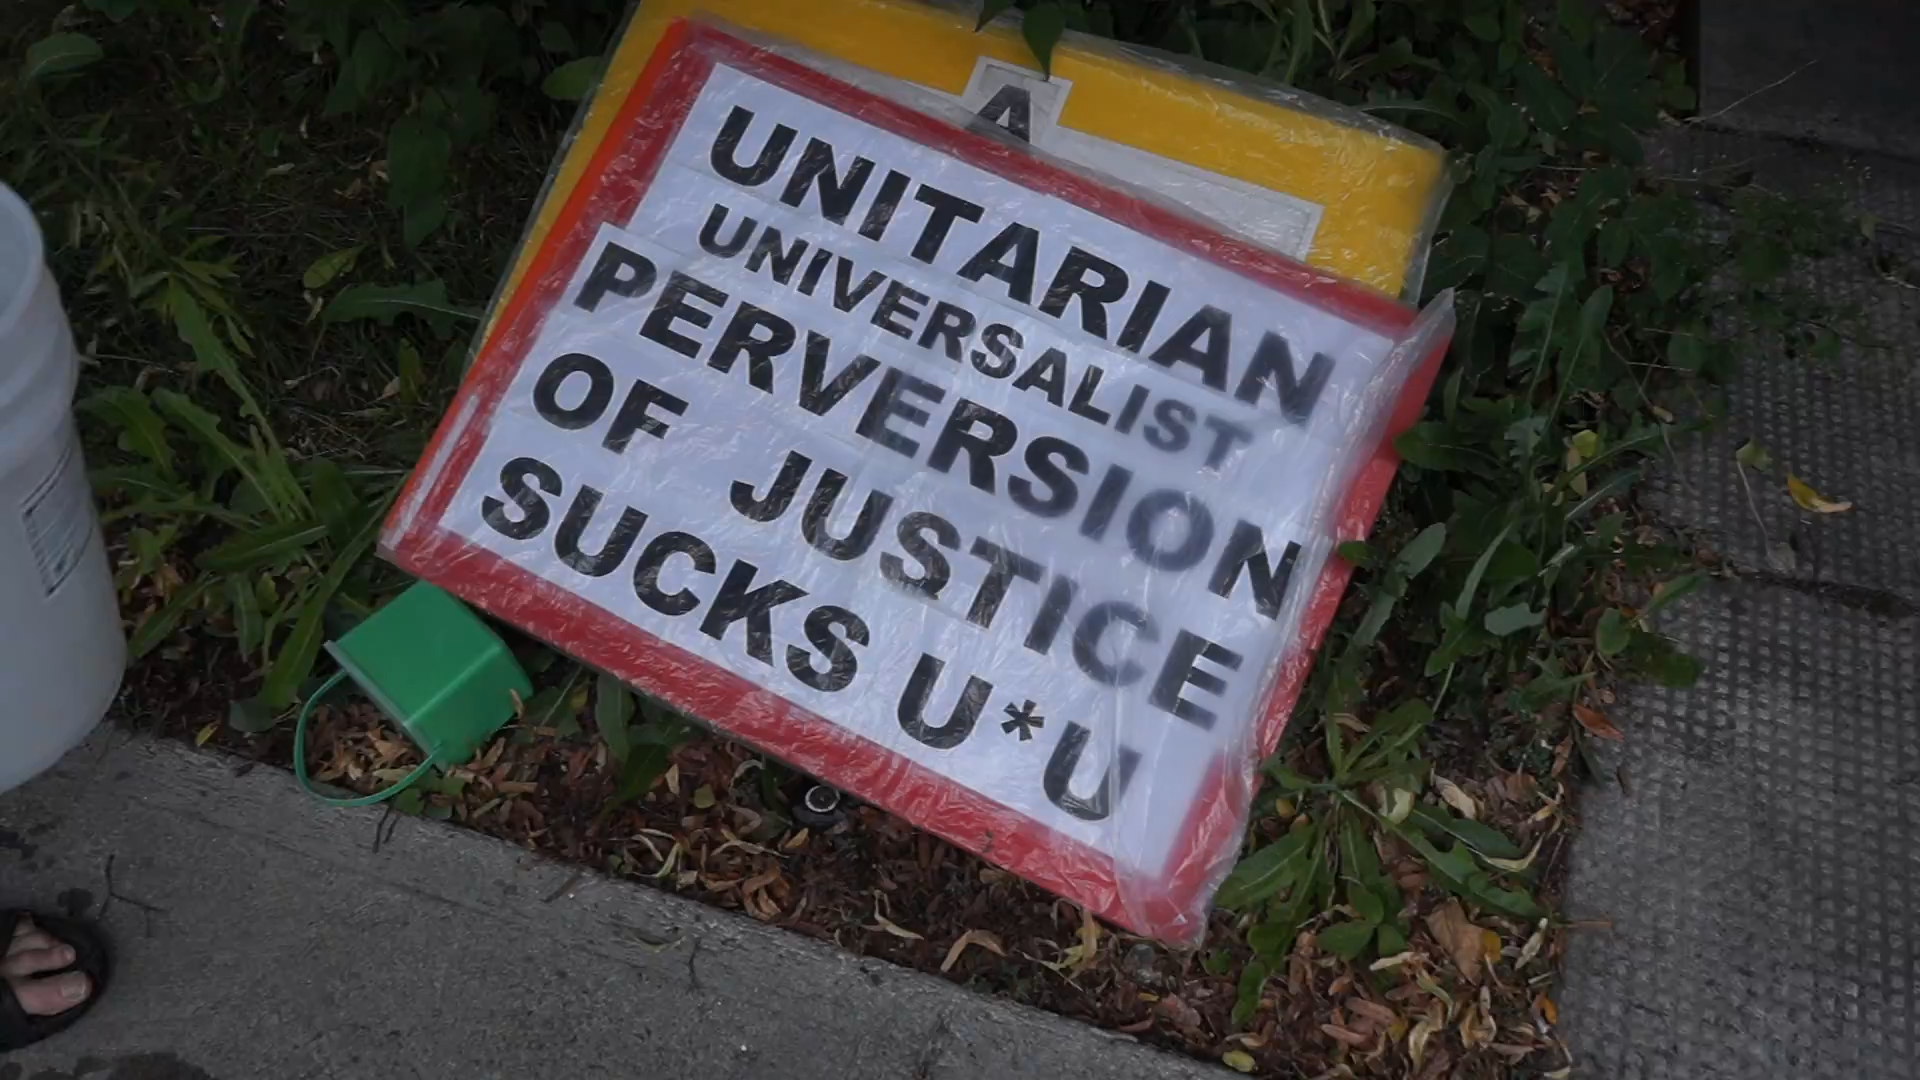 A
UNITARIAN
UNIVERSALIST
PERVERSION
OF JUSTICE
SUCKS U*U